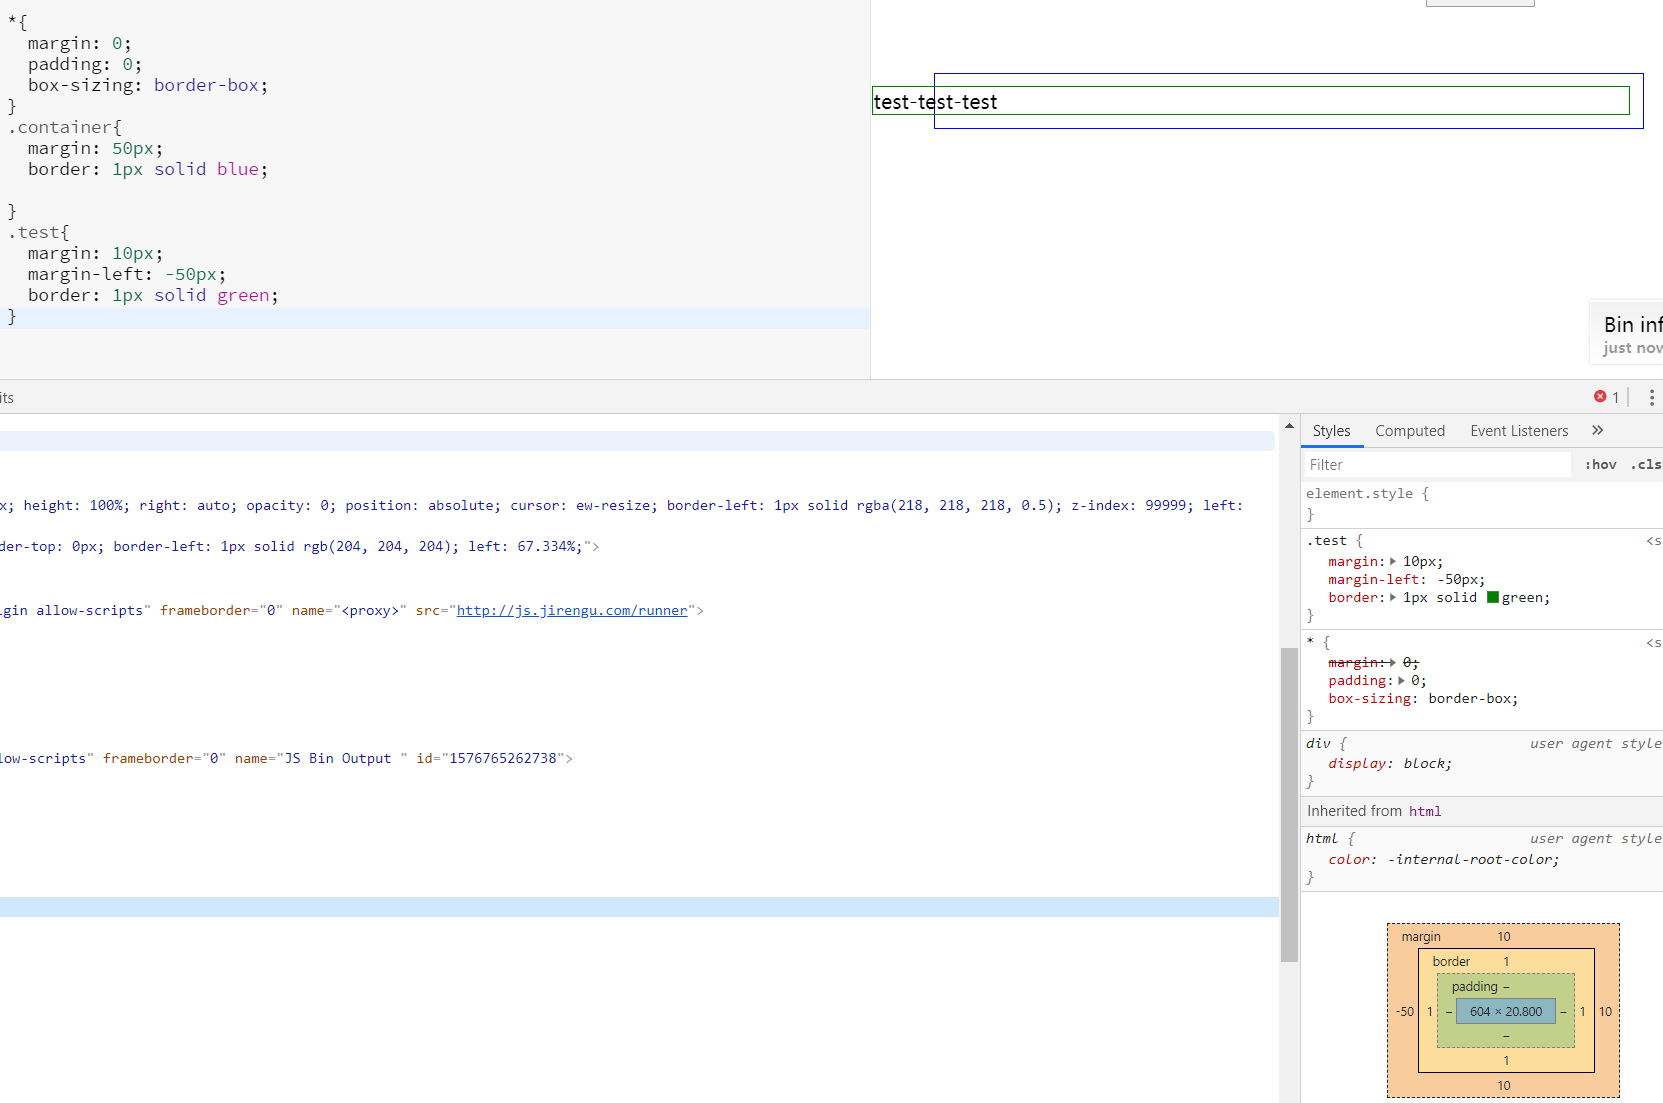 *{
margin: 0;
padding: 0;
box-sizing: border-box;
}
.container{
margin: 50px;
border: 1px solid blue;
}
.test{
margin: 10px;
margin-left: -50px;
border: 1px solid green;
}
test-test-test
Bin inf
just now
its
1
x; height: 100%; right: auto; opacity: 0; position: absolute; cursor: ew-resize; border-left: 1px solid rgba(218, 218, 218, 0.5); z-index: 99999; left:
der-top: 0px; border-left: 1px solid rgb(204, 204, 204); left: 67.334%;">
igin allow-scripts" frameborder="0" name="<proxy>" src="http://js.jirengu.com/runner">
low-scripts" frameborder="0" name="JS Bin Output " id="1576765262738">
Styles Computed Event Listeners »
Filter :hov .cls
element.style {
}
.test { <s
margin: 10px;
margin-left: -50px;
border: 1px solid green;
}
* { <s
margin: 0;
padding: 0;
box-sizing: border-box;
}
div { user agent style
display: block;
}
Inherited from html
html { user agent style
color: -internal-root-color;
}
margin 10
border 1
padding –
-50 1 – 604 × 20.800 – 1 10
–
1
10